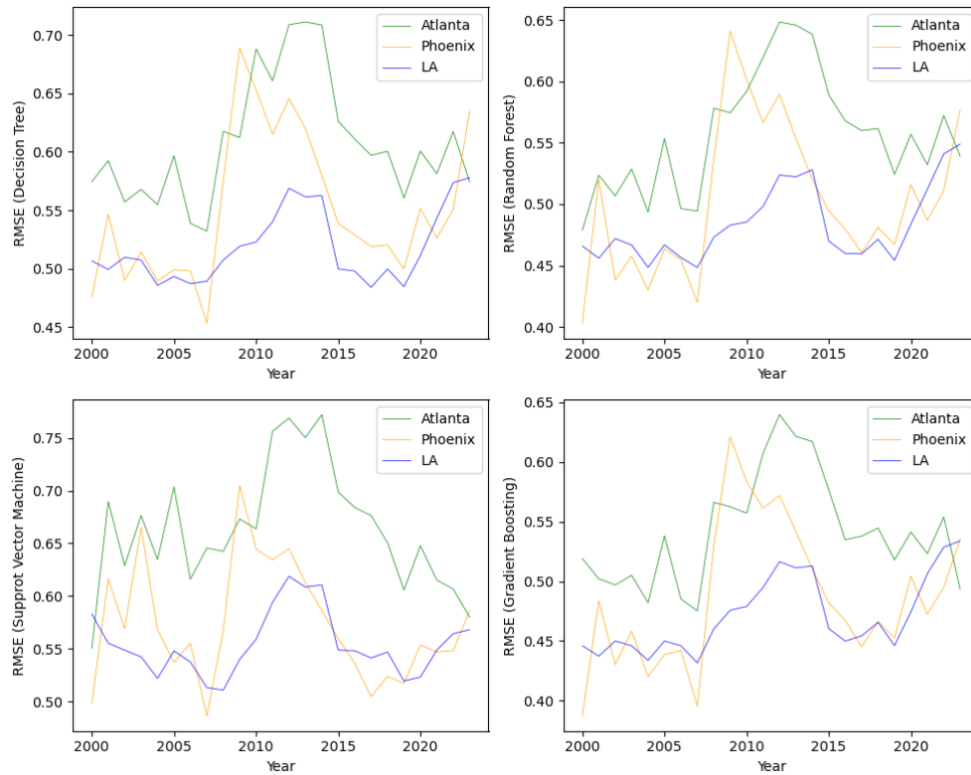 RMSE (Decision Tree)
0.70
0.65
0.60
0.55
0.50
0.45
2000 2005 2010 2015 2020
Year
Atlanta
Phoenix
LA
RMSE (Random Forest)
0.65
0.60
0.55
0.50
0.45
0.40
2000 2005 2010 2015 2020
Year
Atlanta
Phoenix
LA
RMSE (Supprot Vector Machine)
0.75
0.70
0.65
0.60
0.55
0.50
2000 2005 2010 2015 2020
Year
Atlanta
Phoenix
LA
RMSE (Gradient Boosting)
0.65
0.60
0.55
0.50
0.45
0.40
2000 2005 2010 2015 2020
Year
Atlanta
Phoenix
LA